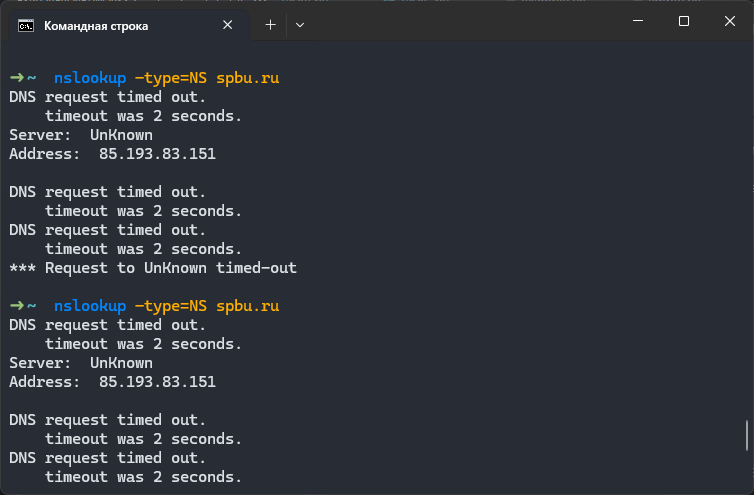 Командная строка
➜ ~ nslookup -type=NS spbu.ru
DNS request timed out.
    timeout was 2 seconds.
Server:  UnKnown
Address:  85.193.83.151

DNS request timed out.
    timeout was 2 seconds.
DNS request timed out.
    timeout was 2 seconds.
*** Request to UnKnown timed-out

➜ ~ nslookup -type=NS spbu.ru
DNS request timed out.
    timeout was 2 seconds.
Server:  UnKnown
Address:  85.193.83.151

DNS request timed out.
    timeout was 2 seconds.
DNS request timed out.
    timeout was 2 seconds.